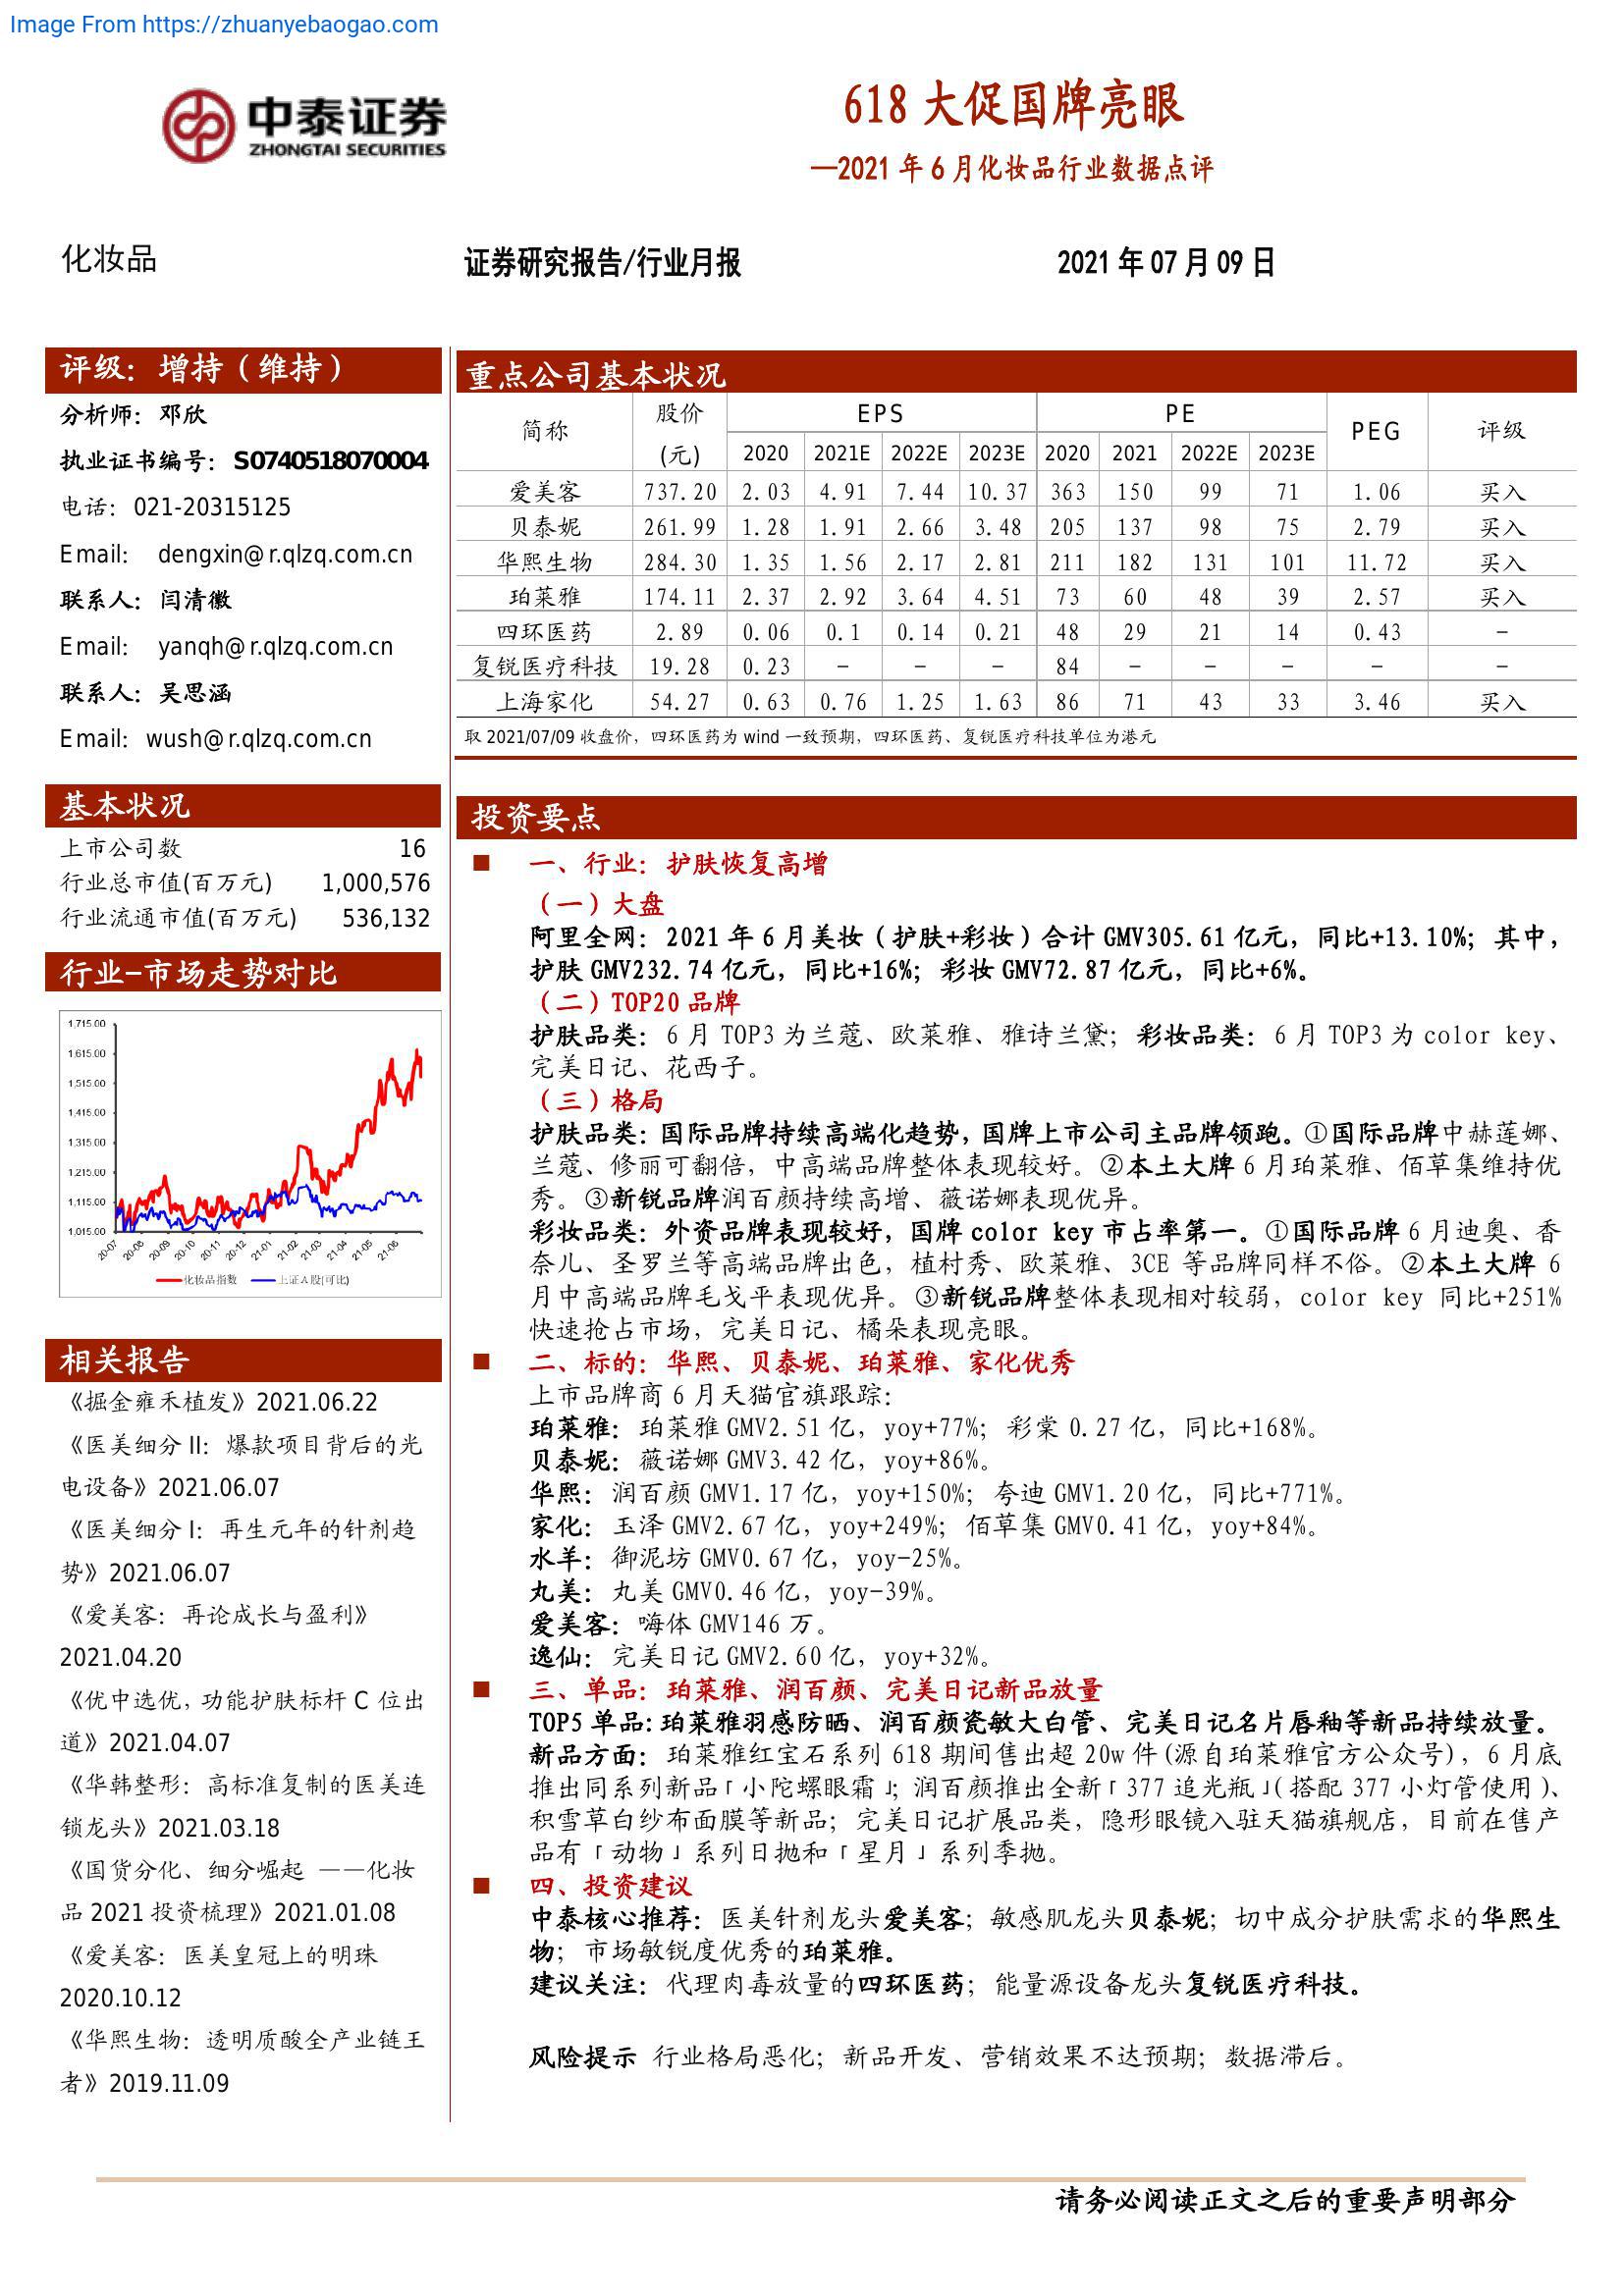 Image From https://zhuanyebaogao.com
中泰证券
ZHONGTAI SECURITIES
618 大促国牌亮眼
—2021 年 6 月化妆品行业数据点评
化妆品
证券研究报告/行业月报
2021 年 07 月 09 日
评级：增持（维持）
分析师：邓欣
执业证书编号：S0740518070004
电话：021-20315125
Email： dengxin@r.qlzq.com.cn
联系人：闫清徽
Email： yanqh@r.qlzq.com.cn
联系人：吴思涵
Email：wush@r.qlzq.com.cn
基本状况
上市公司数 16
行业总市值(百万元) 1,000,576
行业流通市值(百万元) 536,132
行业-市场走势对比
1,715.00
1,615.00
1,515.00
1,415.00
1,315.00
1,215.00
1,115.00
1,015.00
20-07 20-08 20-09 20-10 20-11 20-12 21-01 21-02 21-03 21-04 21-05 21-06
化妆品指数 上证A股(可比)
相关报告
《掘金雍禾植发》2021.06.22
《医美细分 II：爆款项目背后的光
电设备》2021.06.07
《医美细分 I：再生元年的针剂趋
势》2021.06.07
《爱美客：再论成长与盈利》
2021.04.20
《优中选优，功能护肤标杆 C 位出
道》2021.04.07
《华韩整形：高标准复制的医美连
锁龙头》2021.03.18
《国货分化、细分崛起 ——化妆
品 2021 投资梳理》2021.01.08
《爱美客：医美皇冠上的明珠
2020.10.12
《华熙生物：透明质酸全产业链王
者》2019.11.09
重点公司基本状况
简称 股价 EPS PE PEG 评级
(元) 2020 2021E 2022E 2023E 2020 2021 2022E 2023E
爱美客 737.20 2.03 4.91 7.44 10.37 363 150 99 71 1.06 买入
贝泰妮 261.99 1.28 1.91 2.66 3.48 205 137 98 75 2.79 买入
华熙生物 284.30 1.35 1.56 2.17 2.81 211 182 131 101 11.72 买入
珀莱雅 174.11 2.37 2.92 3.64 4.51 73 60 48 39 2.57 买入
四环医药 2.89 0.06 0.1 0.14 0.21 48 29 21 14 0.43 -
复锐医疗科技 19.28 0.23 - - - 84 - - - - -
上海家化 54.27 0.63 0.76 1.25 1.63 86 71 43 33 3.46 买入
取 2021/07/09 收盘价，四环医药为 wind 一致预期，四环医药、复锐医疗科技单位为港元
投资要点
■ 一、行业：护肤恢复高增
（一）大盘
阿里全网：2021 年 6 月美妆（护肤+彩妆）合计 GMV305.61 亿元，同比+13.10%；其中，
护肤 GMV232.74 亿元，同比+16%；彩妆 GMV72.87 亿元，同比+6%。
（二）TOP20 品牌
护肤品类：6 月 TOP3 为兰蔻、欧莱雅、雅诗兰黛；彩妆品类：6 月 TOP3 为 color key、
完美日记、花西子。
（三）格局
护肤品类：国际品牌持续高端化趋势，国牌上市公司主品牌领跑。①国际品牌中赫莲娜、
兰蔻、修丽可翻倍，中高端品牌整体表现较好。②本土大牌 6 月珀莱雅、佰草集维持优
秀。③新锐品牌润百颜持续高增、薇诺娜表现优异。
彩妆品类：外资品牌表现较好，国牌 color key 市占率第一。①国际品牌 6 月迪奥、香
奈儿、圣罗兰等高端品牌出色，植村秀、欧莱雅、3CE 等品牌同样不俗。②本土大牌 6
月中高端品牌毛戈平表现优异。③新锐品牌整体表现相对较弱，color key 同比+251%
快速抢占市场，完美日记、橘朵表现亮眼。
■ 二、标的：华熙、贝泰妮、珀莱雅、家化优秀
上市品牌商 6 月天猫官旗跟踪：
珀莱雅：珀莱雅 GMV2.51 亿，yoy+77%；彩棠 0.27 亿，同比+168%。
贝泰妮：薇诺娜 GMV3.42 亿，yoy+86%。
华熙：润百颜 GMV1.17 亿，yoy+150%；夸迪 GMV1.20 亿，同比+771%。
家化：玉泽 GMV2.67 亿，yoy+249%；佰草集 GMV0.41 亿，yoy+84%。
水羊：御泥坊 GMV0.67 亿，yoy-25%。
丸美：丸美 GMV0.46 亿，yoy-39%。
爱美客：嗨体 GMV146 万。
逸仙：完美日记 GMV2.60 亿，yoy+32%。
■ 三、单品：珀莱雅、润百颜、完美日记新品放量
TOP5 单品：珀莱雅羽感防晒、润百颜瓷敏大白管、完美日记名片唇釉等新品持续放量。
新品方面：珀莱雅红宝石系列 618 期间售出超 20w 件(源自珀莱雅官方公众号)，6 月底
推出同系列新品「小陀螺眼霜」；润百颜推出全新「377 追光瓶」（搭配 377 小灯管使用）、
积雪草白纱布面膜等新品；完美日记扩展品类，隐形眼镜入驻天猫旗舰店，目前在售产
品有「动物」系列日抛和「星月」系列季抛。
■ 四、投资建议
中泰核心推荐：医美针剂龙头爱美客；敏感肌龙头贝泰妮；切中成分护肤需求的华熙生
物；市场敏锐度优秀的珀莱雅。
建议关注：代理肉毒放量的四环医药；能量源设备龙头复锐医疗科技。
风险提示 行业格局恶化；新品开发、营销效果不达预期；数据滞后。
请务必阅读正文之后的重要声明部分